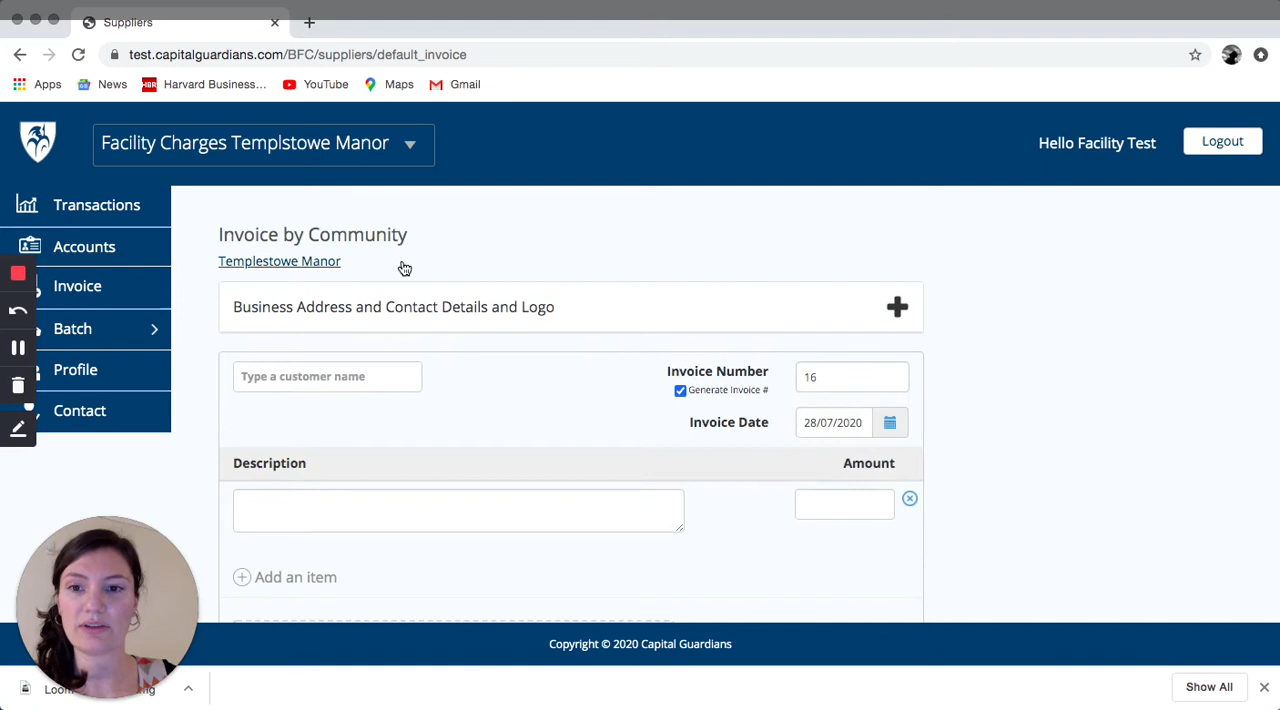 Suppliers
test.capitalguardians.com/BFC/suppliers/default_invoice
Apps
News
HBR
Harvard Business...
YouTube
Maps
Gmail
Facility Charges Templstowe Manor
Hello Facility Test
Logout
Transactions
Accounts
Invoice
Batch
Profile
Contact
Invoice by Community
Templestowe Manor
Business Address and Contact Details and Logo
Type a customer name
Invoice Number
16
Generate Invoice #
Invoice Date
28/07/2020
Description
Amount
Add an item
Copyright © 2020 Capital Guardians
Show All